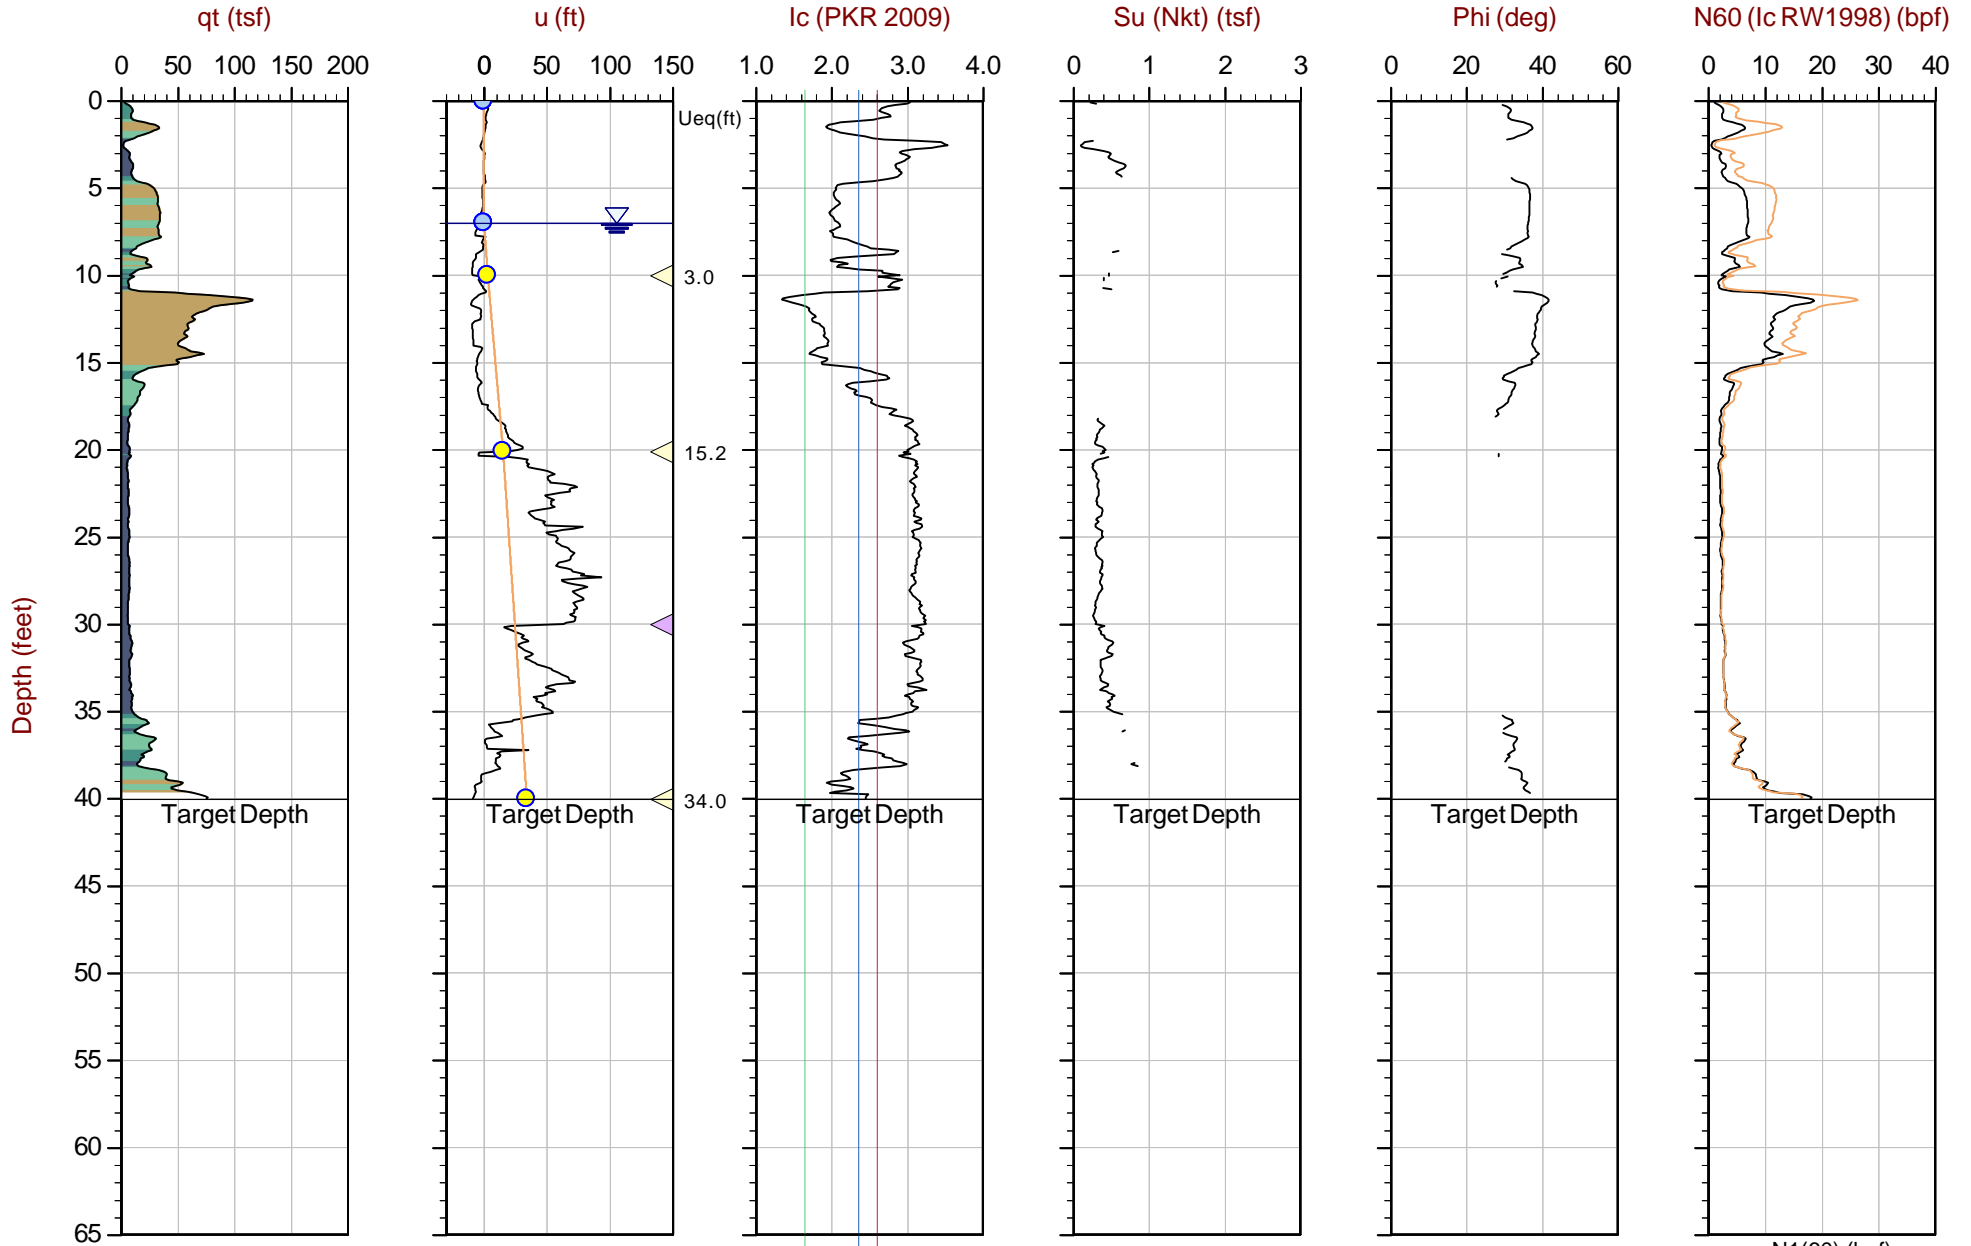 qt (tsf) u (ft) Ic (PKR 2009) Su (Nkt) (tsf) Phi (deg) N60 (Ic RW1998) (bpf)
0 50 100 150 200 0 50 100 150 1.0 2.0 3.0 4.0 0 1 2 3 0 20 40 60 0 10 20 30 40
0
Ueq(ft)
5
10 3.0
15
20 15.2
25
Depth (feet)
30
35
40 34.0
Target Depth Target Depth Target Depth Target Depth Target Depth Target Depth
45
50
55
60
65